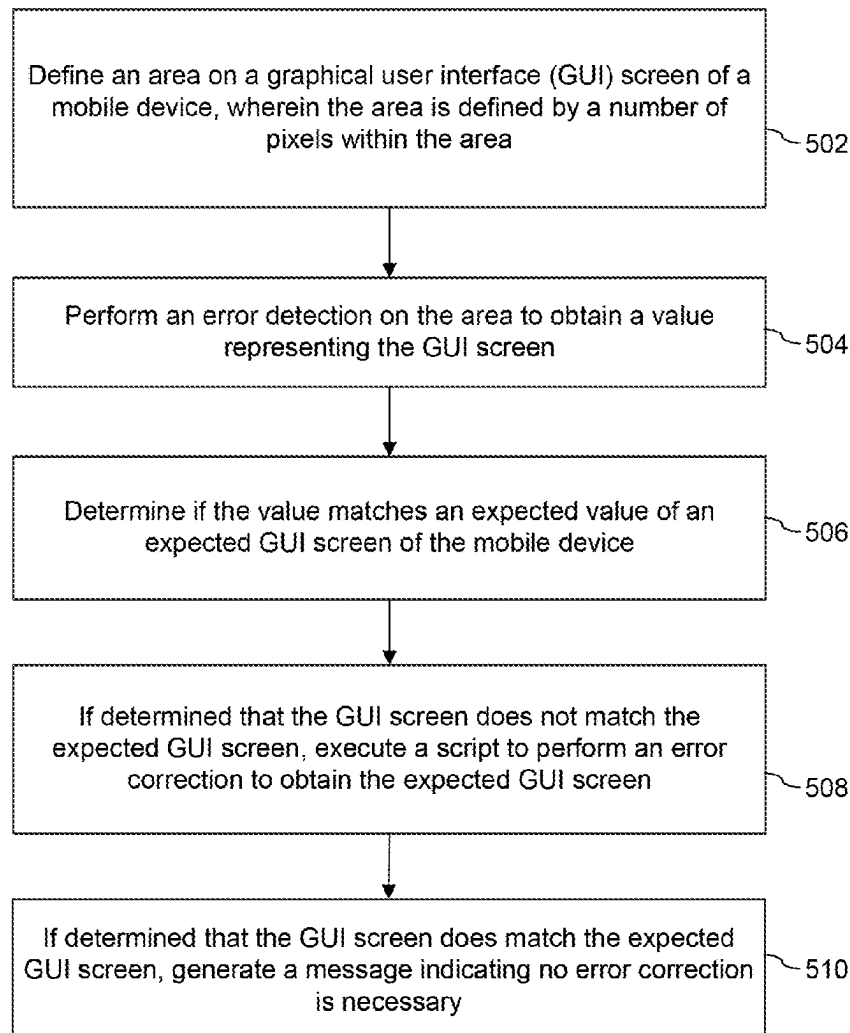 Define an area on a graphical user interface (GUI) screen of a
mobile device, wherein the area is defined by a number of
pixels within the area
502
Perform an error detection on the area to obtain a value
representing the GUI screen
504
Determine if the value matches an expected value of an
expected GUI screen of the mobile device
506
If determined that the GUI screen does not match the
expected GUI screen, execute a script to perform an error
correction to obtain the expected GUI screen
508
If determined that the GUI screen does match the expected
GUI screen, generate a message indicating no error correction
is necessary
510